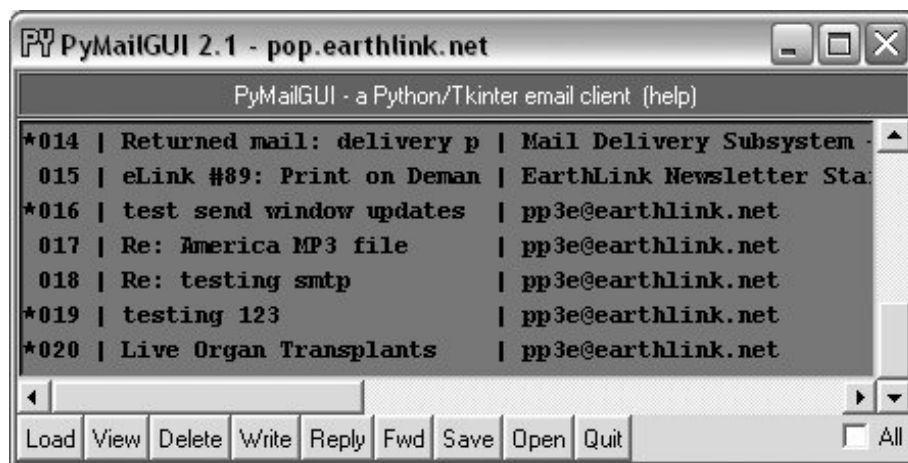 PY PyMailGUI 2.1 - pop.earthlink.net
PyMailGUI - a Python/Tkinter email client (help)
*014 | Returned mail: delivery p | Mail Delivery Subsystem
015 | eLink #89: Print on Deman | EarthLink Newsletter Sta
*016 | test send window updates | pp3e@earthlink.net
017 | Re: America MP3 file | pp3e@earthlink.net
018 | Re: testing smtp | pp3e@earthlink.net
*019 | testing 123 | pp3e@earthlink.net
*020 | Live Organ Transplants | pp3e@earthlink.net
Load View Delete Write Reply Fwd Save Open Quit All